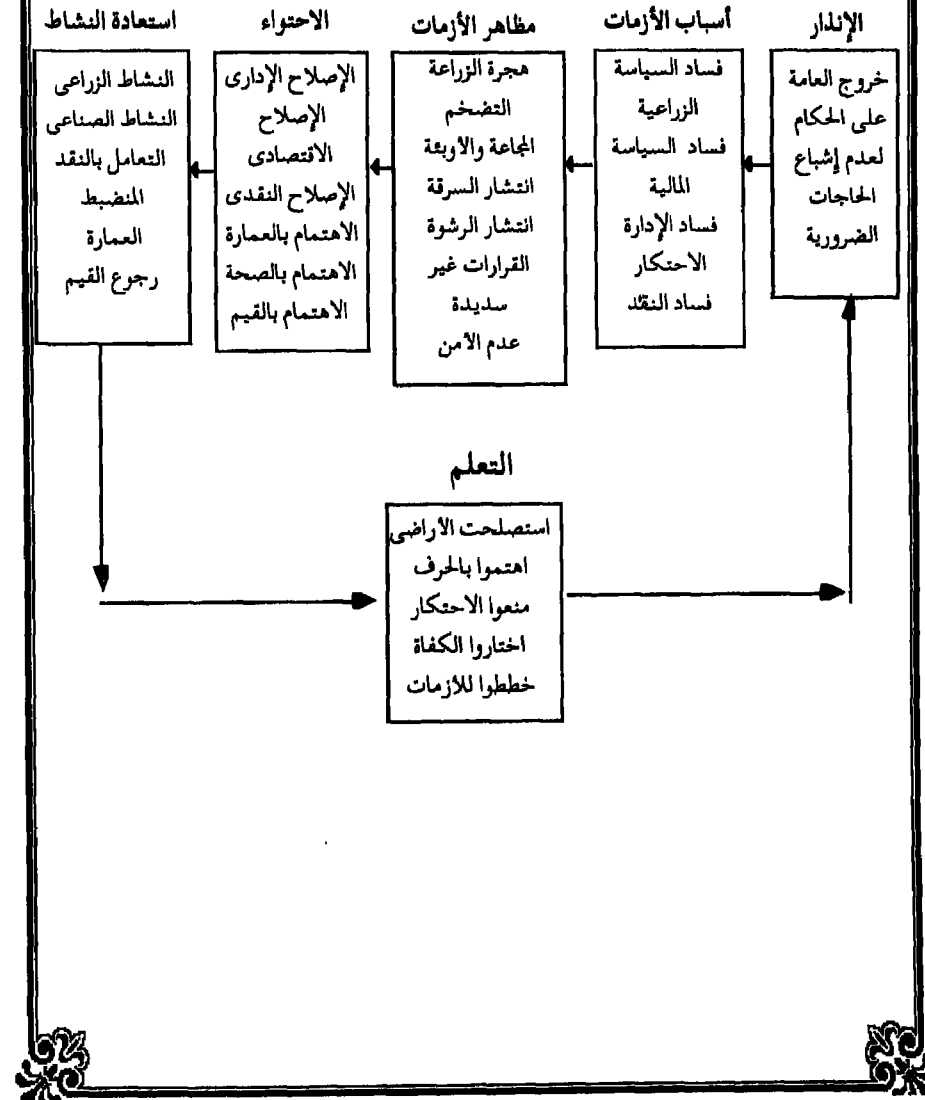 الإنذار
خروج العامة
على الحكام
لعدم إشباع
الحاجات
الضرورية
أسباب الأزمات
فساد السياسة
الزراعية
فساد السياسة
المالية
فساد الإدارة
الاحتكار
فساد النقد
مظاهر الأزمات
هجرة الزراعة
التضخم
المجاعة والأوبئة
انتشار السرقة
انتشار الرشوة
القرارات غير
سديدة
عدم الأمن
الاحتواء
الإصلاح الإدارى
الإصلاح
الاقتصادى
الإصلاح النقدى
الاهتمام بالعمارة
الاهتمام بالصحة
الاهتمام بالقيم
استعادة النشاط
النشاط الزراعى
النشاط الصناعى
التعامل بالنقد
المنضبط
العمارة
رجوع القيم
التعلم
استصلحت الأراضى
اهتموا بالحرف
منعوا الاحتكار
اختاروا الكفاة
خططوا للأزمات